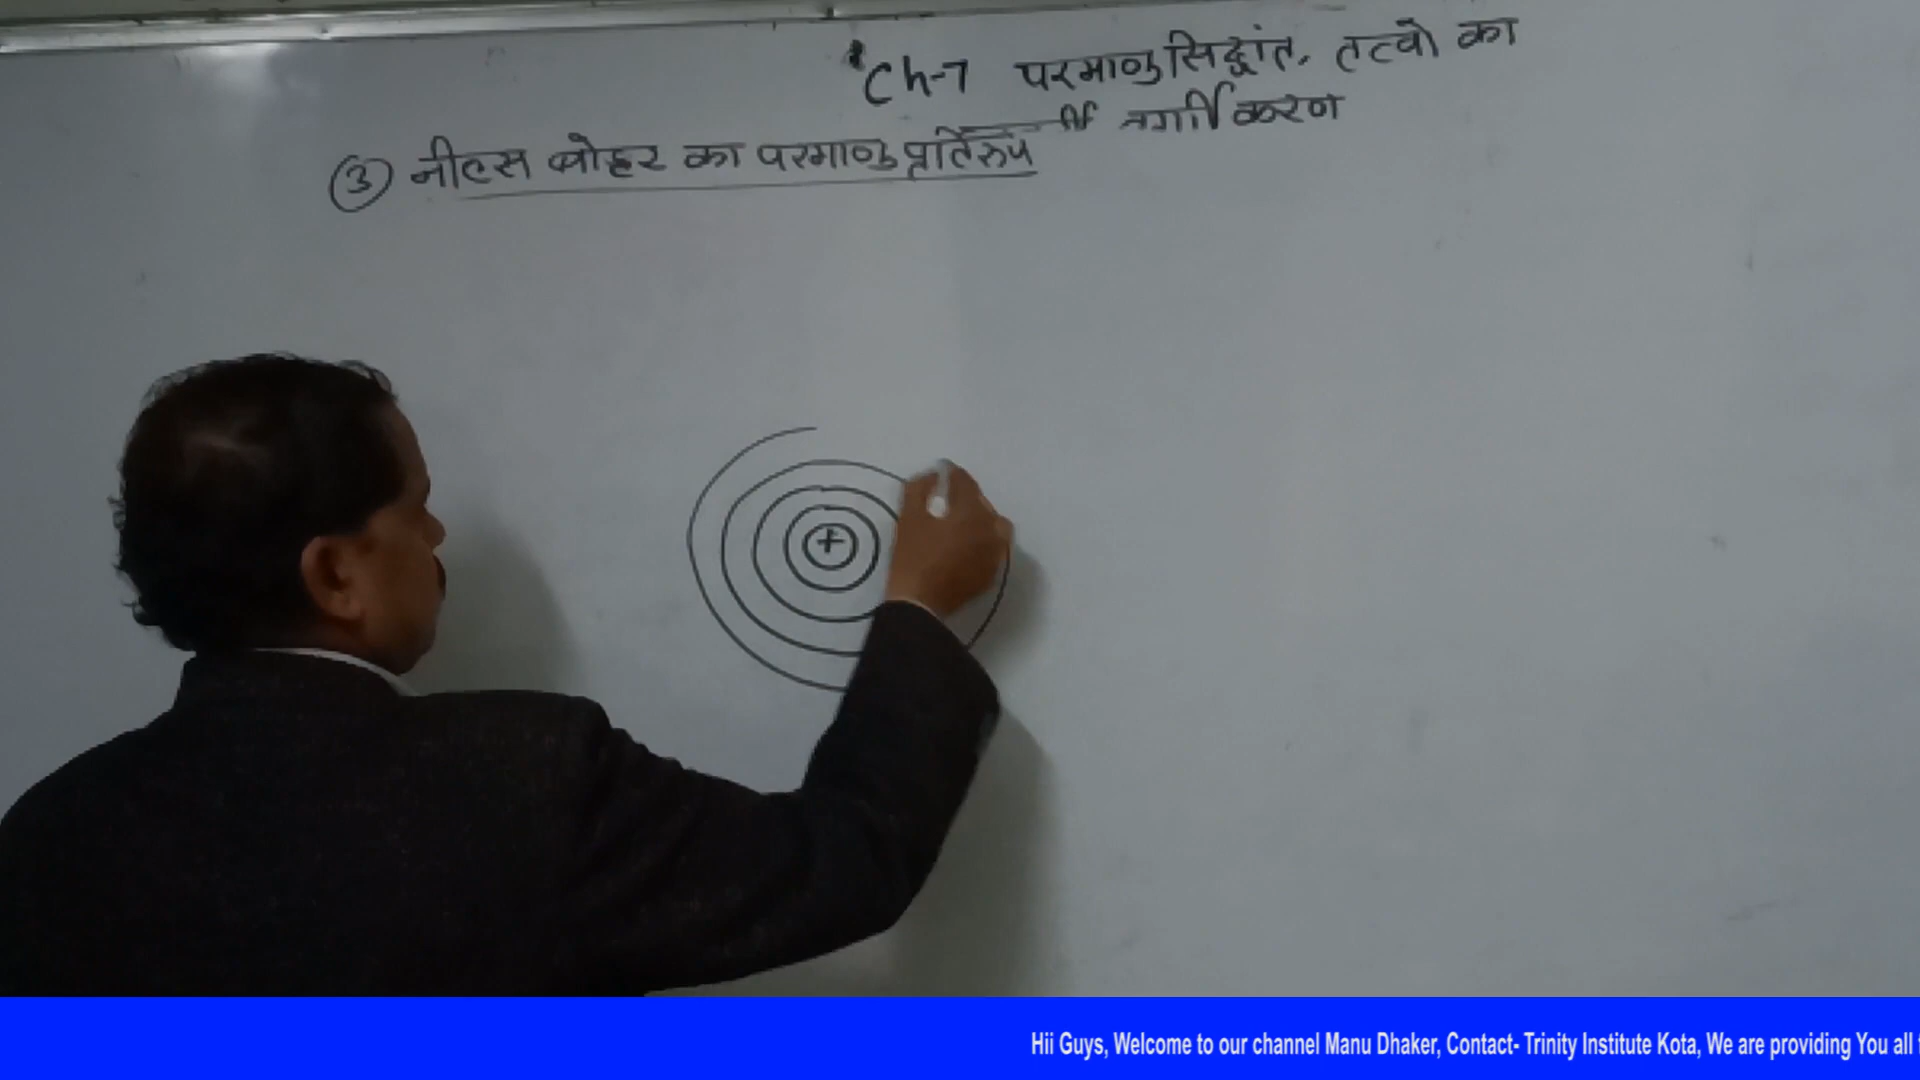 Ch-7 परमाणु सिद्धांत, तत्वो का
वर्गीकरण
③ नील्स बोहर का परमाणु प्रतिरूप
+
Hii Guys, Welcome to our channel Manu Dhaker, Contact- Trinity Institute Kota, We are providing You all